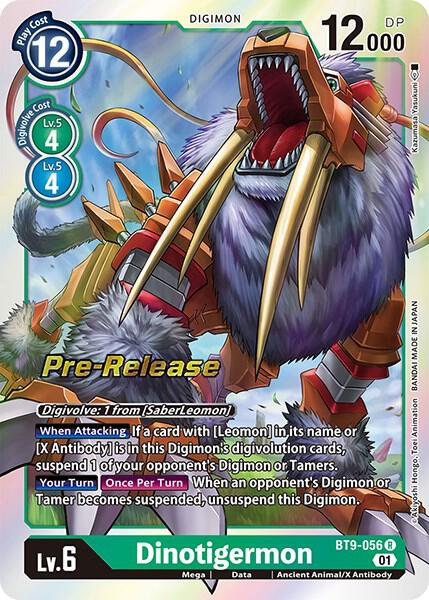 DIGIMON
Play Cost
12
12000
DP
Digivolve Cost
Lv.5
4
Lv.5
4
Kazumasa Yasukuni
Pre-Release
Digivolve: 1 from [SaberLeomon]
When Attacking If a card with [Leomon] in its name or
[X Antibody] is in this Digimon's digivolution cards,
suspend 1 of your opponent's Digimon or Tamers.
Your Turn Once Per Turn When an opponent's Digimon or
Tamer becomes suspended, unsuspend this Digimon.
©Akiyoshi Hongo, Toei Animation BANDAI MADE IN JAPAN
Lv.6
Dinotigermon
BT9-056 R
01
Mega Data Ancient Animal/X Antibody